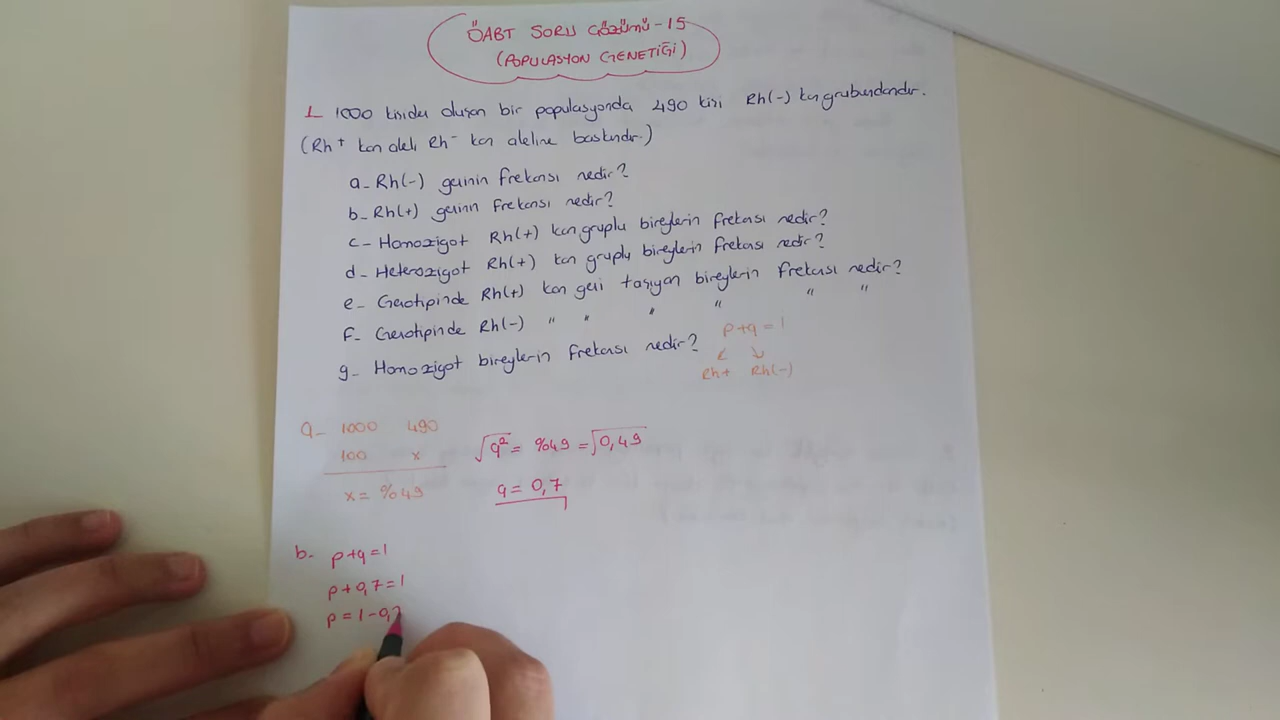 ÖABT SORU ÇÖZÜMÜ-15
(POPULASYON GENETİĞİ)
1 1000 kişiden oluşan bir populasyonda 490 kişi Rh(-) kan grubundandır.
(Rh+ kan aleli Rh- kan aleline baskındır.)
a- Rh(-) geninin frekansı nedir?
b- Rh(+) geninin frekansı nedir?
c- Homozigot Rh(+) kan gruplu bireylerin frekansı nedir?
d- Heterozigot Rh(+) kan gruplu bireylerin frekansı nedir?
e- Genotipinde Rh(+) kan geni taşıyan bireylerin frekansı nedir?
f- Genotipinde Rh(-) " " " " " "
g- Homozigot bireylerin frekansı nedir?
p+q=1
Rh+ Rh(-)
a- 1000 490
100 x
x= %49
√q² = %49 = √0,49
q= 0,7
b- p+q=1
p+0,7=1
p=1-0,7